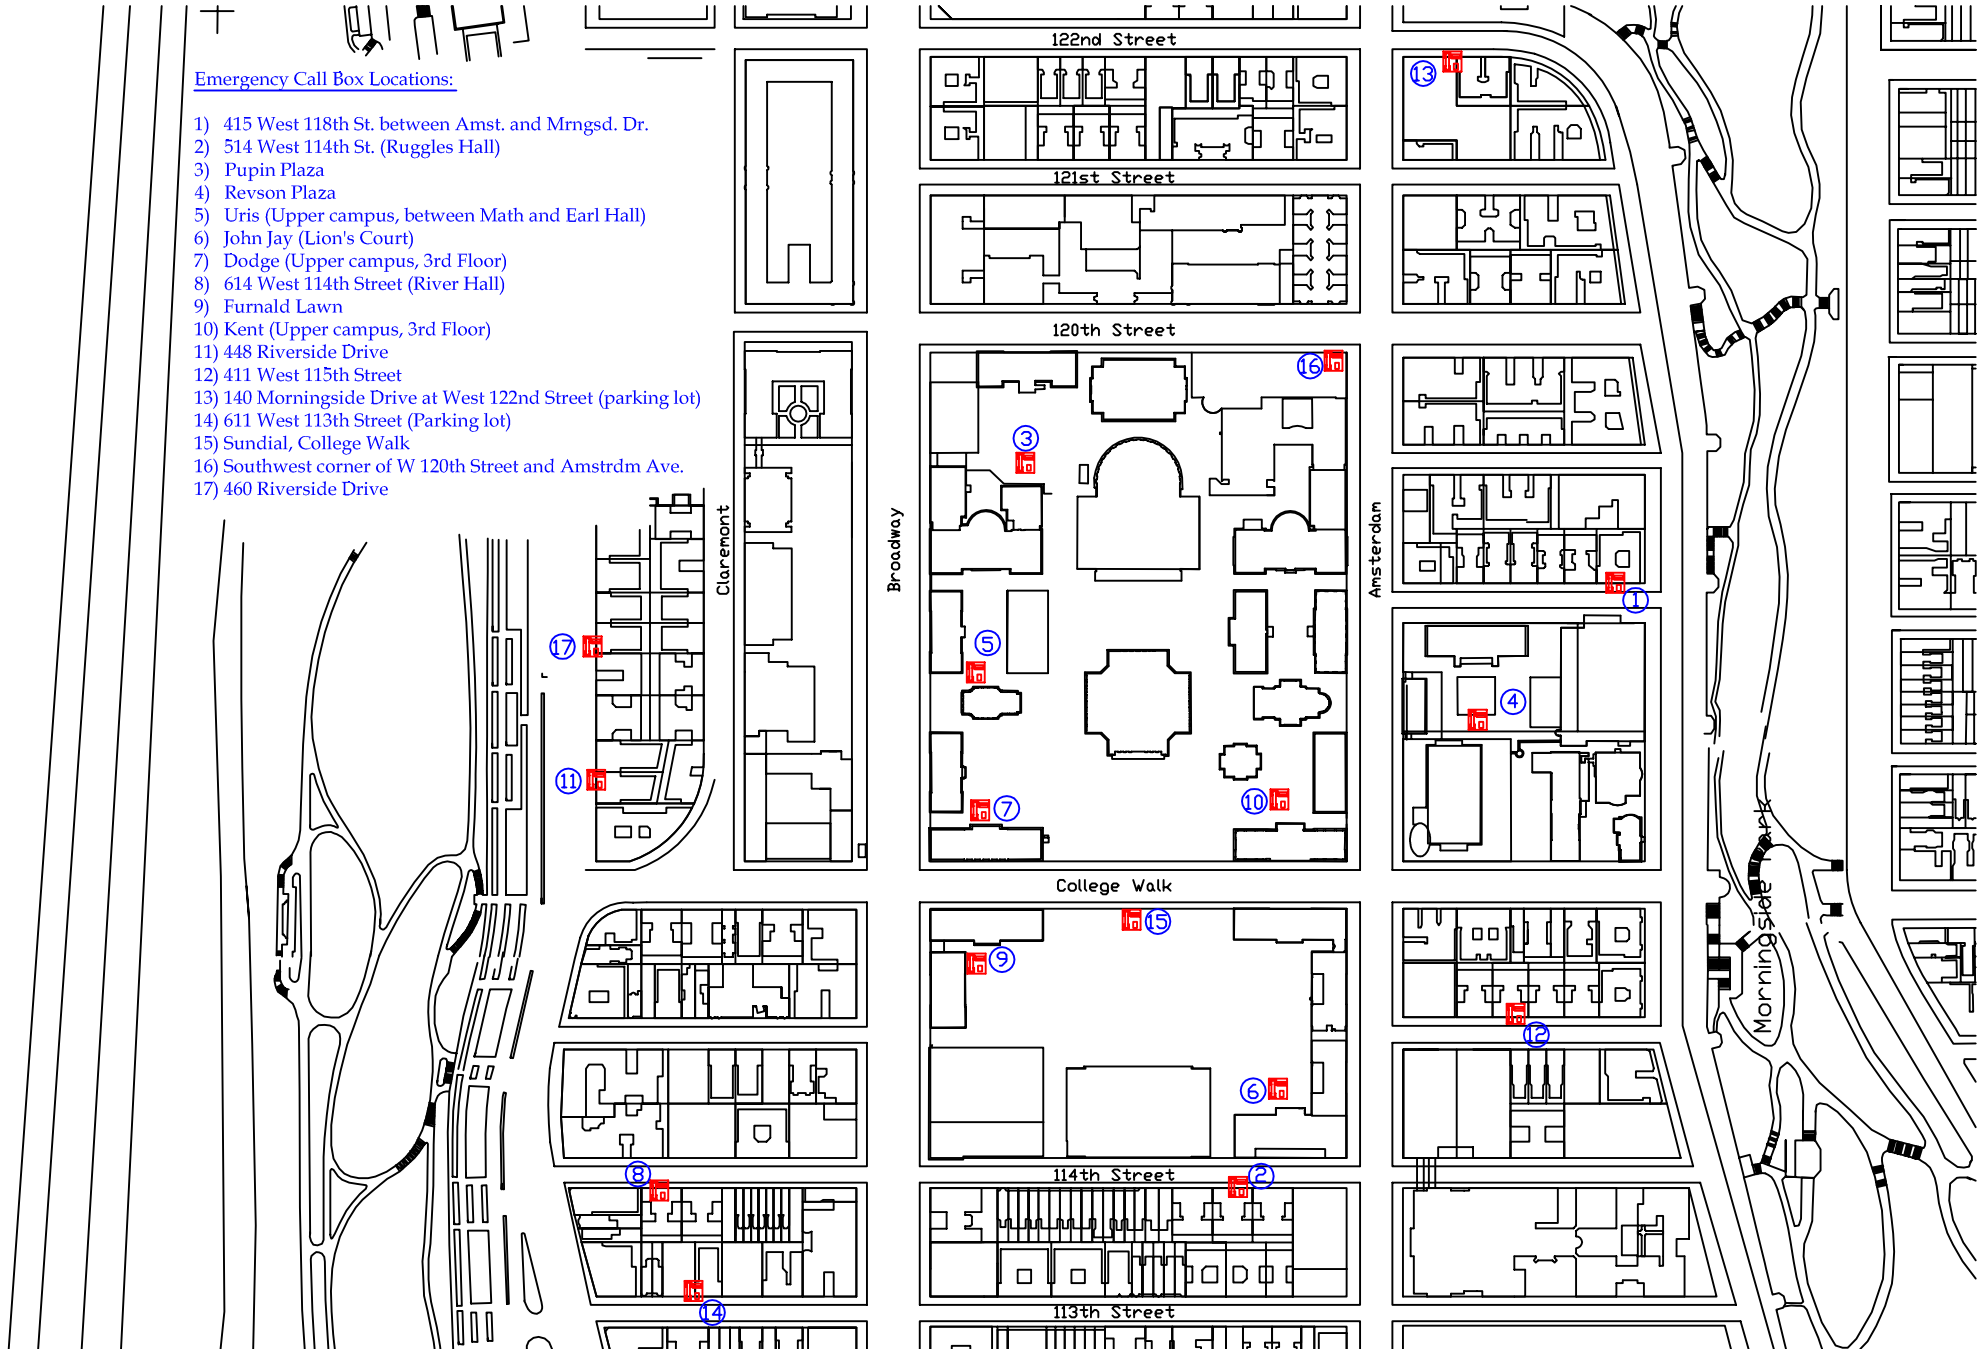 Emergency Call Box Locations:
1) 415 West 118th St. between Amst. and Mrngsd. Dr.
2) 514 West 114th St. (Ruggles Hall)
3) Pupin Plaza
4) Revson Plaza
5) Uris (Upper campus, between Math and Earl Hall)
6) John Jay (Lion's Court)
7) Dodge (Upper campus, 3rd Floor)
8) 614 West 114th Street (River Hall)
9) Furnald Lawn
10) Kent (Upper campus, 3rd Floor)
11) 448 Riverside Drive
12) 411 West 115th Street
13) 140 Morningside Drive at West 122nd Street (parking lot)
14) 611 West 113th Street (Parking lot)
15) Sundial, College Walk
16) Southwest corner of W 120th Street and Amstrdm Ave.
17) 460 Riverside Drive
122nd Street
13
121st Street
120th Street
16
3
Claremont
Broadway
Amsterdam
1
17
5
4
11
7
10
Morningside Park
College Walk
15
9
12
6
8
114th Street
2
14
113th Street